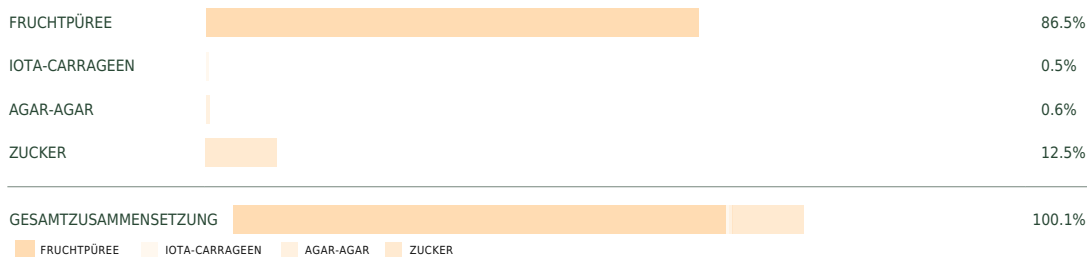 FRUCHTPÜREE 86.5%
IOTA-CARRAGEEN 0.5%
AGAR-AGAR 0.6%
ZUCKER 12.5%
GESAMTZUSAMMENSETZUNG 100.1%
FRUCHTPÜREE IOTA-CARRAGEEN AGAR-AGAR ZUCKER